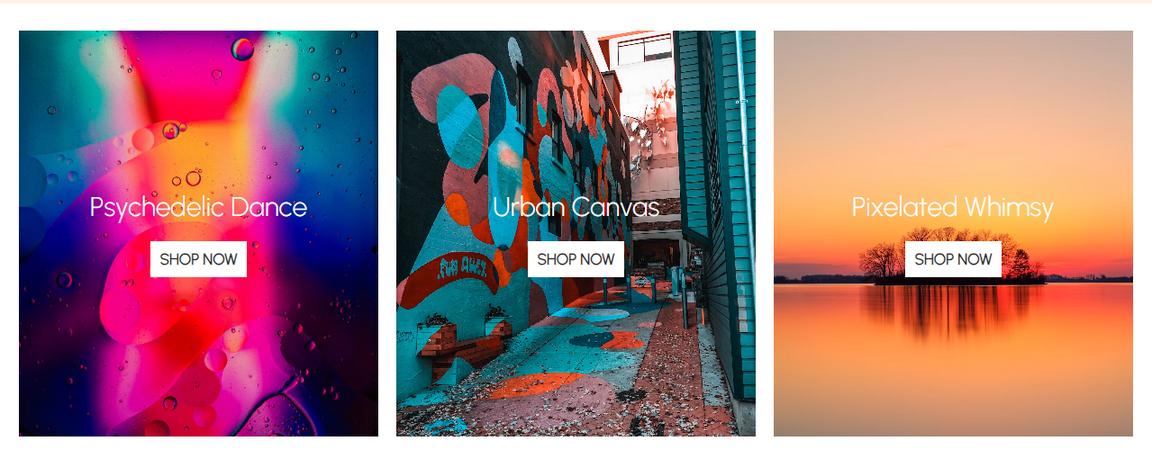 Psychedelic Dance
SHOP NOW
Urban Canvas
SHOP NOW
Pixelated Whimsy
SHOP NOW